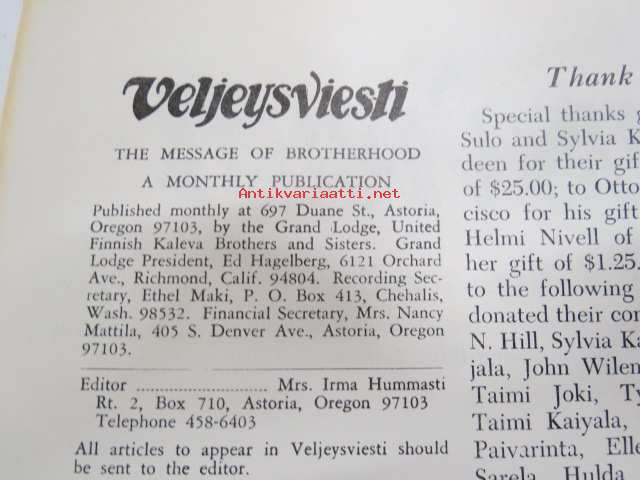 Veljeysviesti
THE MESSAGE OF BROTHERHOOD
A MONTHLY PUBLICATION
Antikvariaatti.net
Published monthly at 697 Duane St., Astoria,
Oregon 97103, by the Grand Lodge, United
Finnish Kaleva Brothers and Sisters. Grand
Lodge President, Ed Hagelberg, 6121 Orchard
Ave., Richmond, Calif. 94804. Recording Sec-
retary, Ethel Maki, P. O. Box 413, Chehalis,
Wash. 98532. Financial Secretary, Mrs. Nancy
Mattila, 405 S. Denver Ave., Astoria, Oregon
97103.
Editor ........................ Mrs. Irma Hummasti
Rt. 2, Box 710, Astoria, Oregon 97103
Telephone 458-6403
All articles to appear in Veljeysviesti should
be sent to the editor.
Thank
Special thanks g
Sulo and Sylvia K
deen for their gif
of $25.00; to Otto
cisco for his gift
Helmi Nivell of
her gift of $1.25.
to the following
donated their con
N. Hill, Sylvia Ka
jala, John Wilen
Taimi Joki, Ty
Taimi Kaiyala,
Paivarinta, Elle
Sarela, Hulda